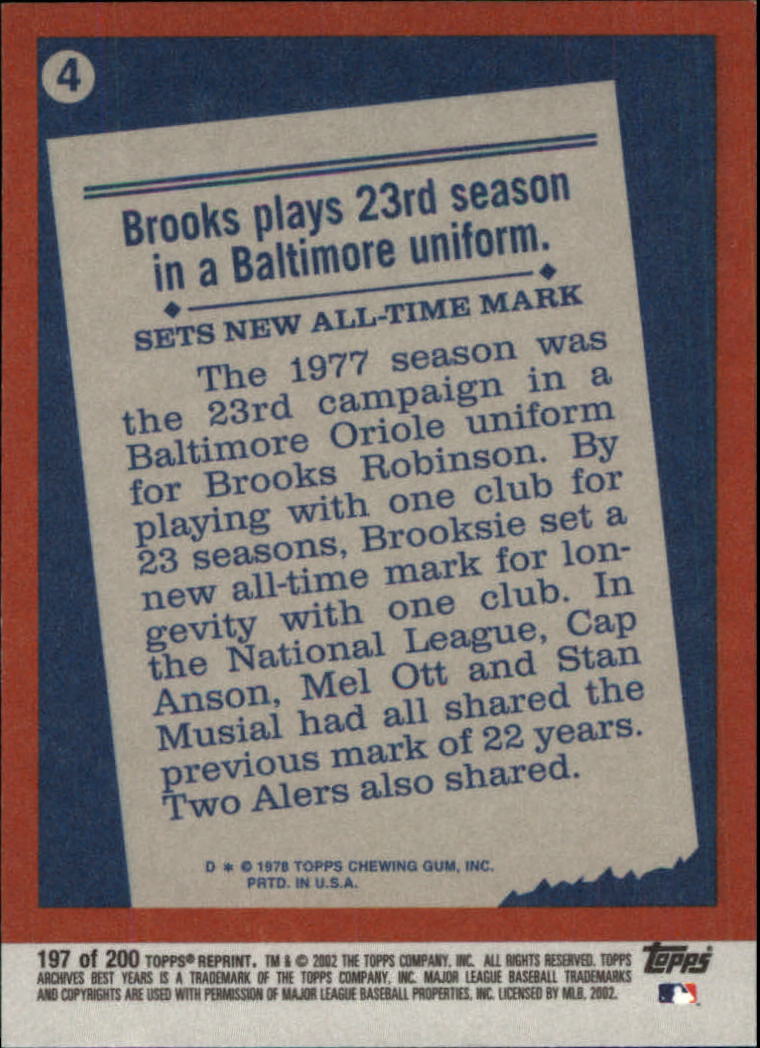 4
Brooks plays 23rd season
in a Baltimore uniform.
SETS NEW ALL-TIME MARK
The 1977 season was
the 23rd campaign in a
Baltimore Oriole uniform
for Brooks Robinson. By
playing with one club for
23 seasons, Brooksie set a
new all-time mark for lon-
gevity with one club. In
the National League, Cap
Anson, Mel Ott and Stan
Musial had all shared the
previous mark of 22 years.
Two Alers also shared.
D * © 1978 TOPPS CHEWING GUM, INC.
PRTD. IN U.S.A.
197 of 200 TOPPS® REPRINT. TM & © 2002 THE TOPPS COMPANY, INC. ALL RIGHTS RESERVED. TOPPS
ARCHIVES BEST YEARS IS A TRADEMARK OF THE TOPPS COMPANY, INC. MAJOR LEAGUE BASEBALL TRADEMARKS
AND COPYRIGHTS ARE USED WITH PERMISSION OF MAJOR LEAGUE BASEBALL PROPERTIES, INC. LICENSED BY MLB, 2002.
Topps